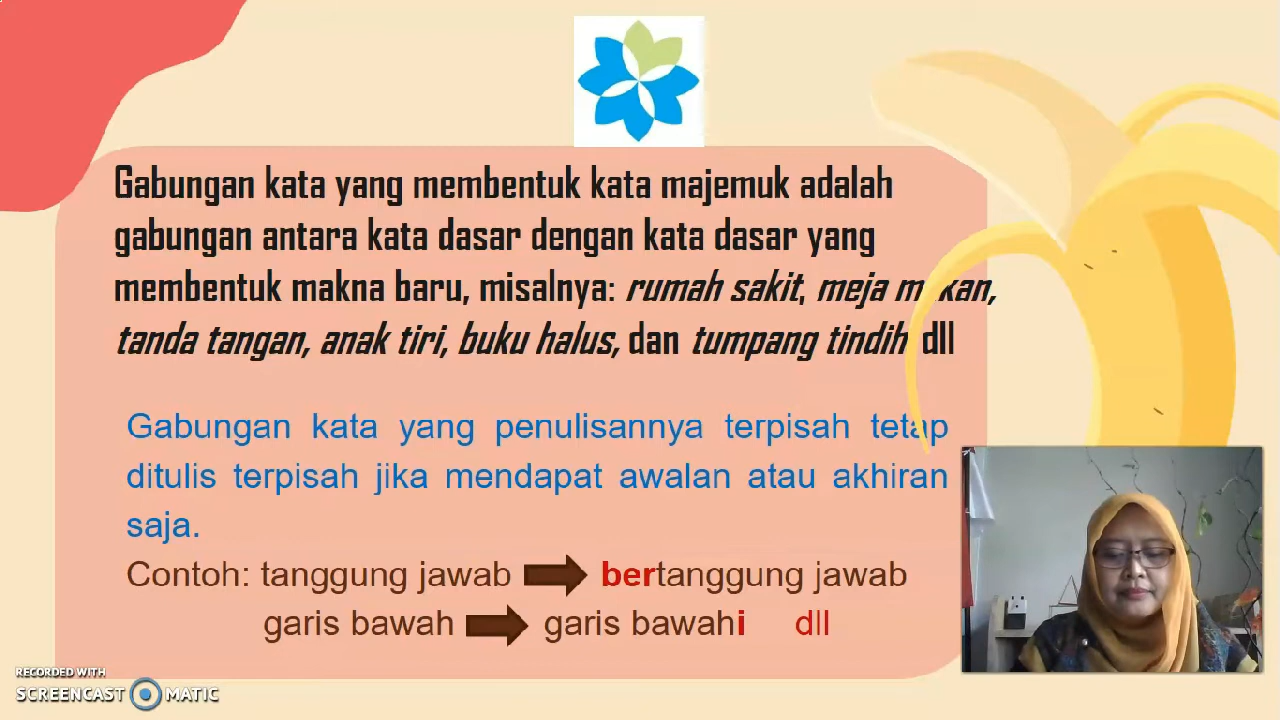 Gabungan kata yang membentuk kata majemuk adalah
gabungan antara kata dasar dengan kata dasar yang
membentuk makna baru, misalnya: rumah sakit, meja makan,
tanda tangan, anak tiri, buku halus, dan tumpang tindih dll
Gabungan kata yang penulisannya terpisah tetap
ditulis terpisah jika mendapat awalan atau akhiran
saja.
Contoh: tanggung jawab bertanggung jawab
garis bawah garis bawahi dll
RECORDED WITH
SCREENCAST MATIC